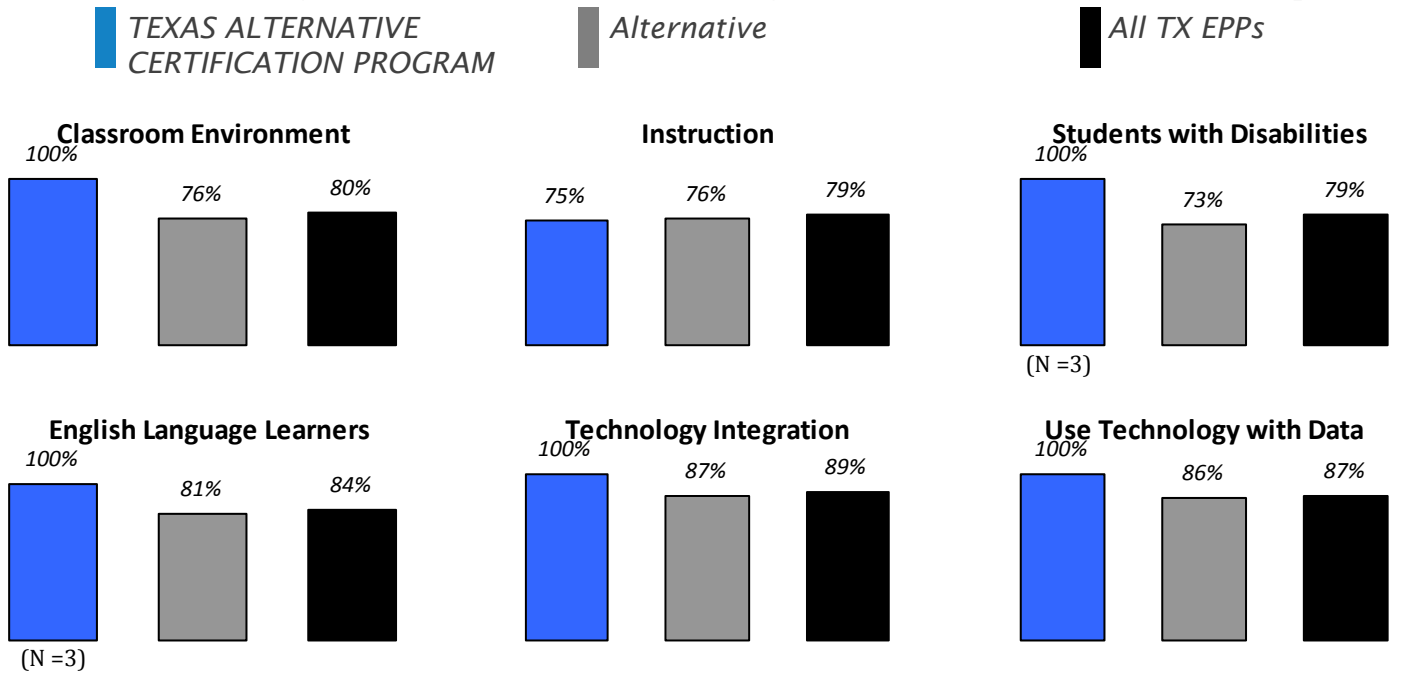 TEXAS ALTERNATIVE
CERTIFICATION PROGRAM
Alternative
All TX EPPs
Classroom Environment
100%
76%
80%
Instruction
75%
76%
79%
Students with Disabilities
100%
73%
79%
(N =3)
English Language Learners
100%
81%
84%
(N =3)
Technology Integration
100%
87%
89%
Use Technology with Data
100%
86%
87%